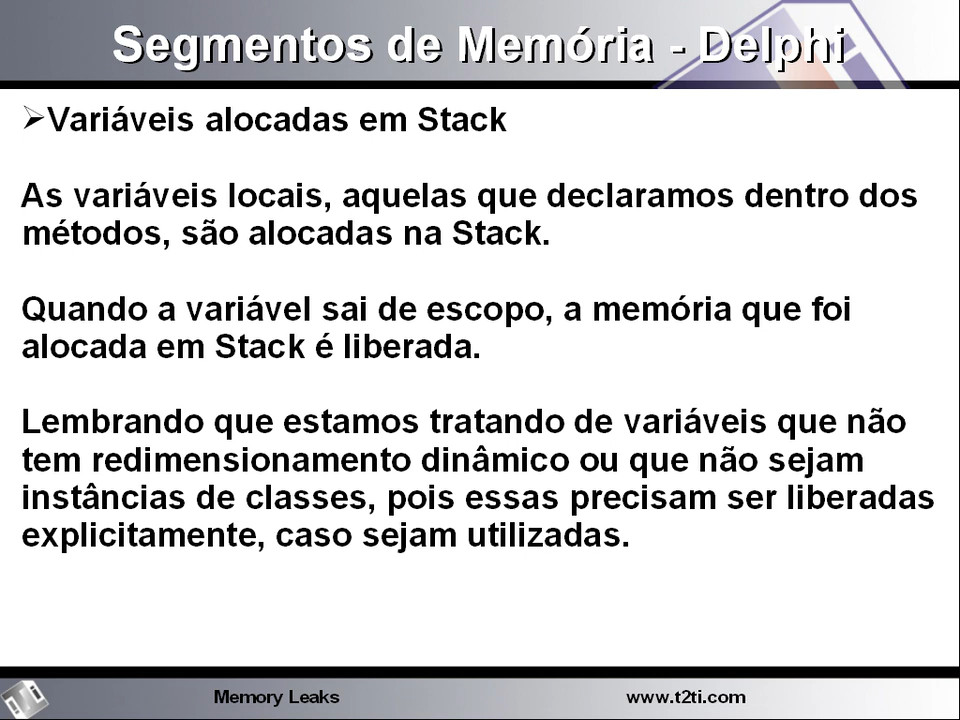 Segmentos de Memória - Delphi
➢Variáveis alocadas em Stack
As variáveis locais, aquelas que declaramos dentro dos
métodos, são alocadas na Stack.
Quando a variável sai de escopo, a memória que foi
alocada em Stack é liberada.
Lembrando que estamos tratando de variáveis que não
tem redimensionamento dinâmico ou que não sejam
instâncias de classes, pois essas precisam ser liberadas
explicitamente, caso sejam utilizadas.
Memory Leaks
www.t2ti.com